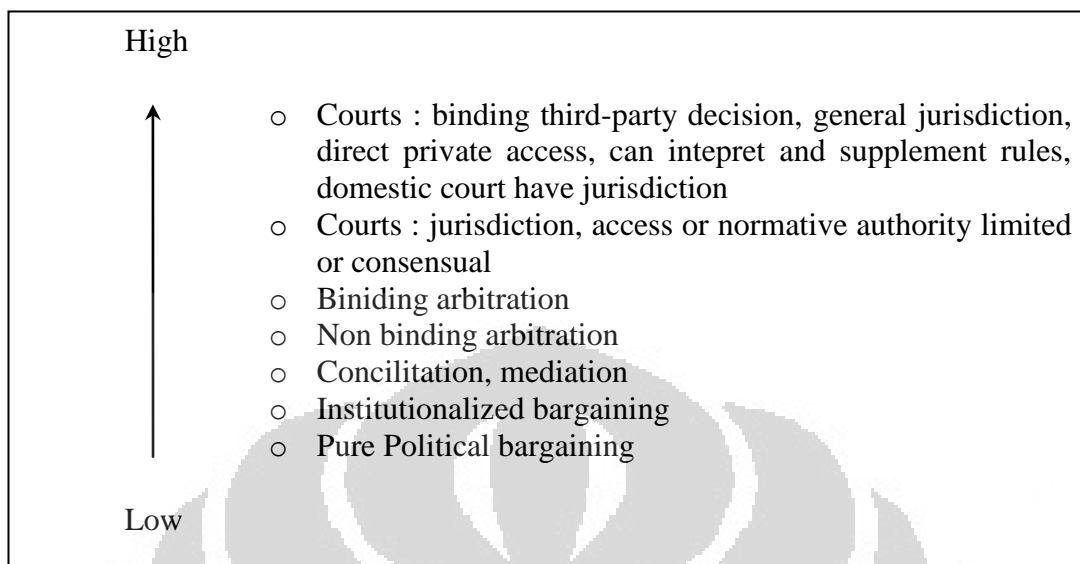 High
o Courts : binding third-party decision, general jurisdiction,
direct private access, can intepret and supplement rules,
domestic court have jurisdiction
o Courts : jurisdiction, access or normative authority limited
or consensual
o Biniding arbitration
o Non binding arbitration
o Concilitation, mediation
o Institutionalized bargaining
o Pure Political bargaining
Low